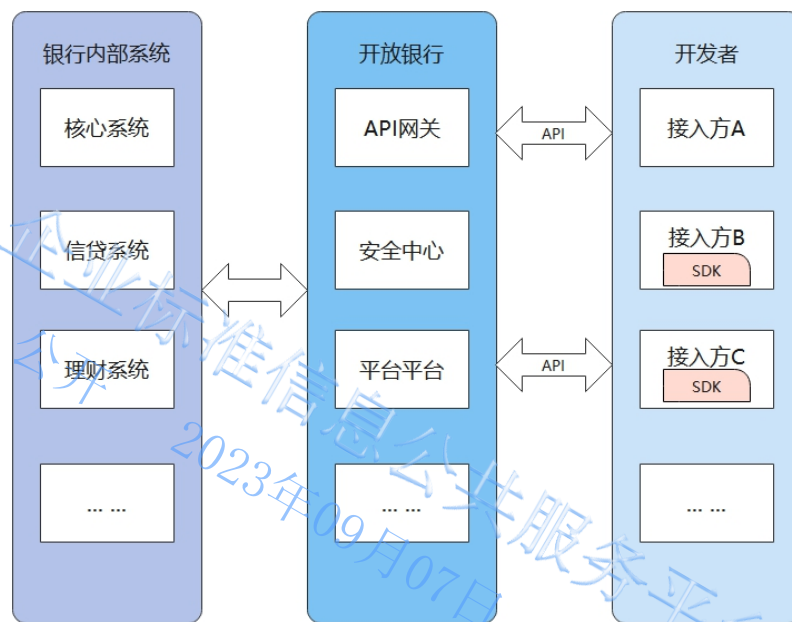 银行内部系统
核心系统
信贷系统
理财系统
... ...
开放银行
API网关
安全中心
平台平台
... ...
API
API
开发者
接入方A
接入方B
SDK
接入方C
SDK
... ...
企业标准信息公共服务平台
公开
2023年09月07日